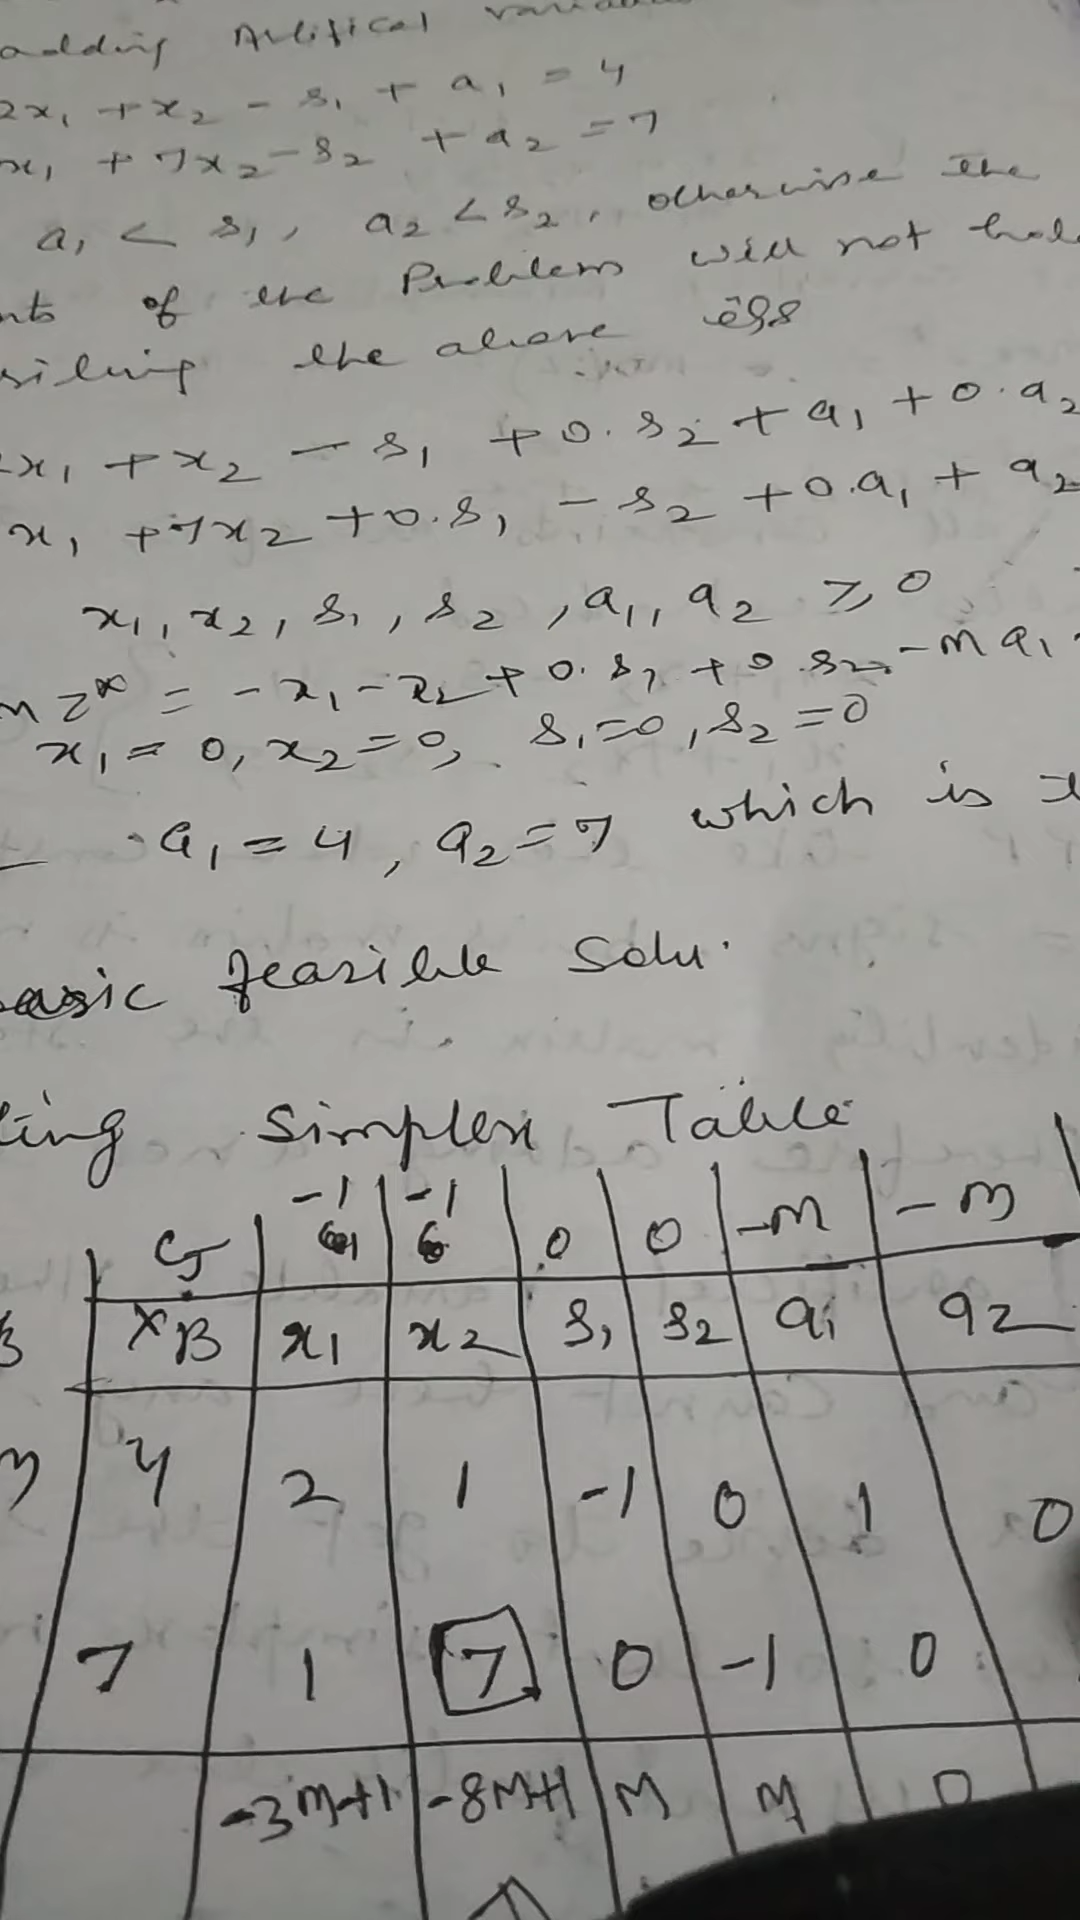 adding Artifical
2x1 + x2 - s1 + a1 = 4
x1 + 7x2 - s2 + a2 = 7
a1 < s1, a2 < s2, otherwise the
of the Problem will not hold
the above
2x1 + x2 - s1 + 0.s2 + a1 + 0.a2
x1 + 7x2 + 0.s1 - s2 + 0.a1 + a2
x1, x2, s1, s2, a1, a2 ≥ 0
z* = -x1 - x2 + 0.s1 + 0.s2 - Ma1
x1 = 0, x2 = 0, s1 = 0, s2 = 0
a1 = 4, a2 = 7 which is
basic feasible Solu.
Simplex Table
-1 -1
Cj 0 0 -M -M
XB x1 x2 s1 s2 a1 a2
4 2 1 -1 0 1 0
7 1 7 0 -1 0
-3M+1 -8M+1 M M 0